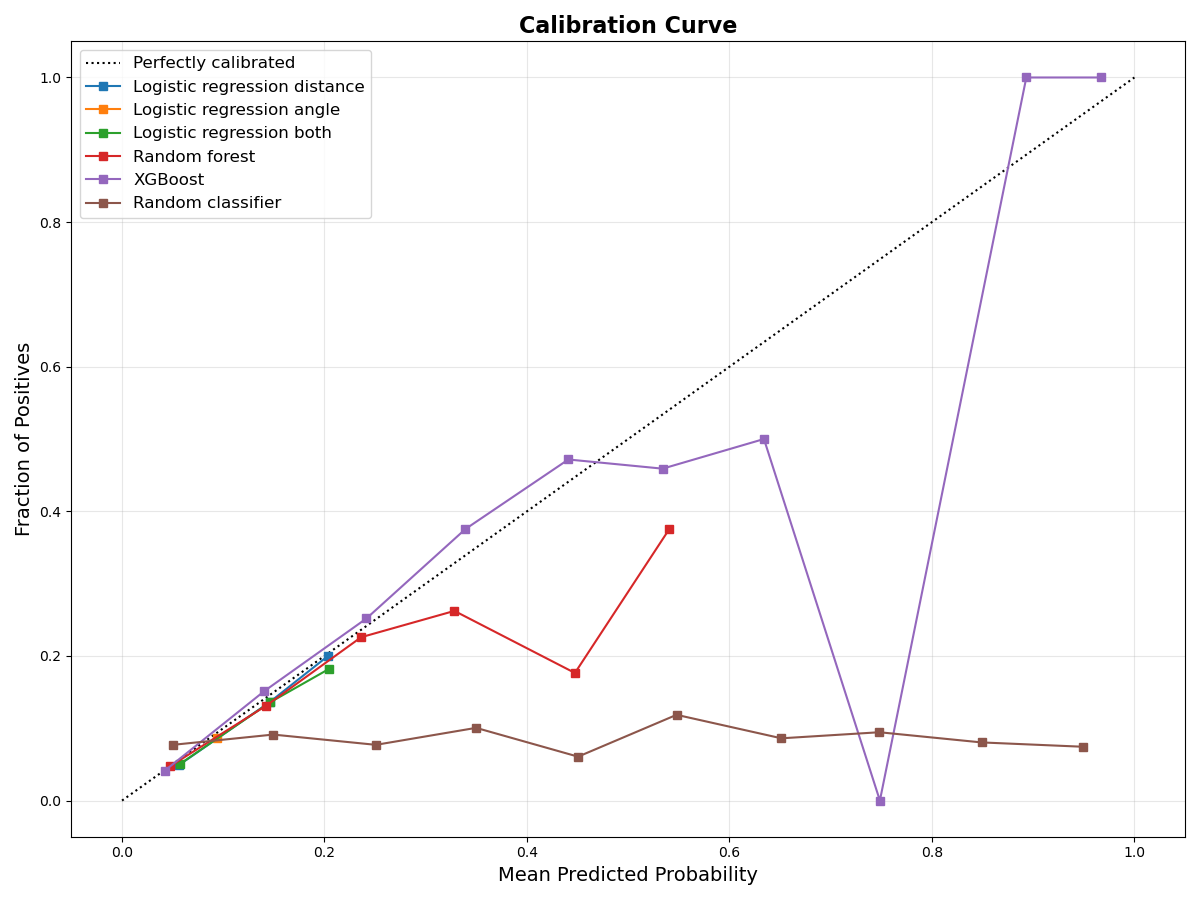 Calibration Curve
Perfectly calibrated
Logistic regression distance
Logistic regression angle
Logistic regression both
Random forest
XGBoost
Random classifier
1.0
0.8
0.6
0.4
0.2
0.0
Fraction of Positives
0.0 0.2 0.4 0.6 0.8 1.0
Mean Predicted Probability